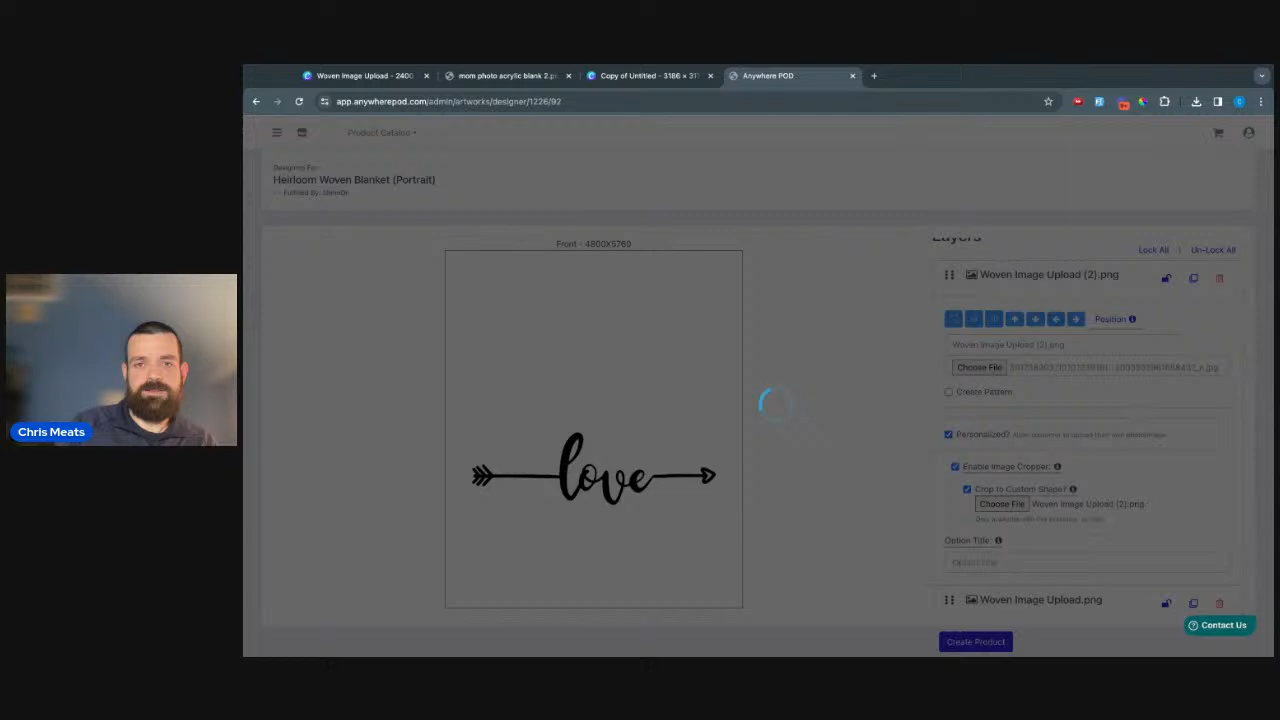 Woven Image Upload - 2400
mom photo acrylic blank 2.p
Copy of Untitled - 3186 × 31
Anywhere POD
app.anywherepod.com/admin/artworks/designer/1226/92
Product Catalog
Designing For:
Heirloom Woven Blanket (Portrait)
Front - 4800X5760
love
Layers
Lock All | Un-Lock All
Woven Image Upload (2).png
Position
Woven Image Upload (2).png
Choose File
Create Pattern
Personalized? Allow customer to upload their own photo/image
Enable Image Cropper:
Crop to Custom Shape?
Choose File Woven Image Upload (2).png
Option Title:
Option Title
Woven Image Upload.png
Contact Us
Create Product
Chris Meats